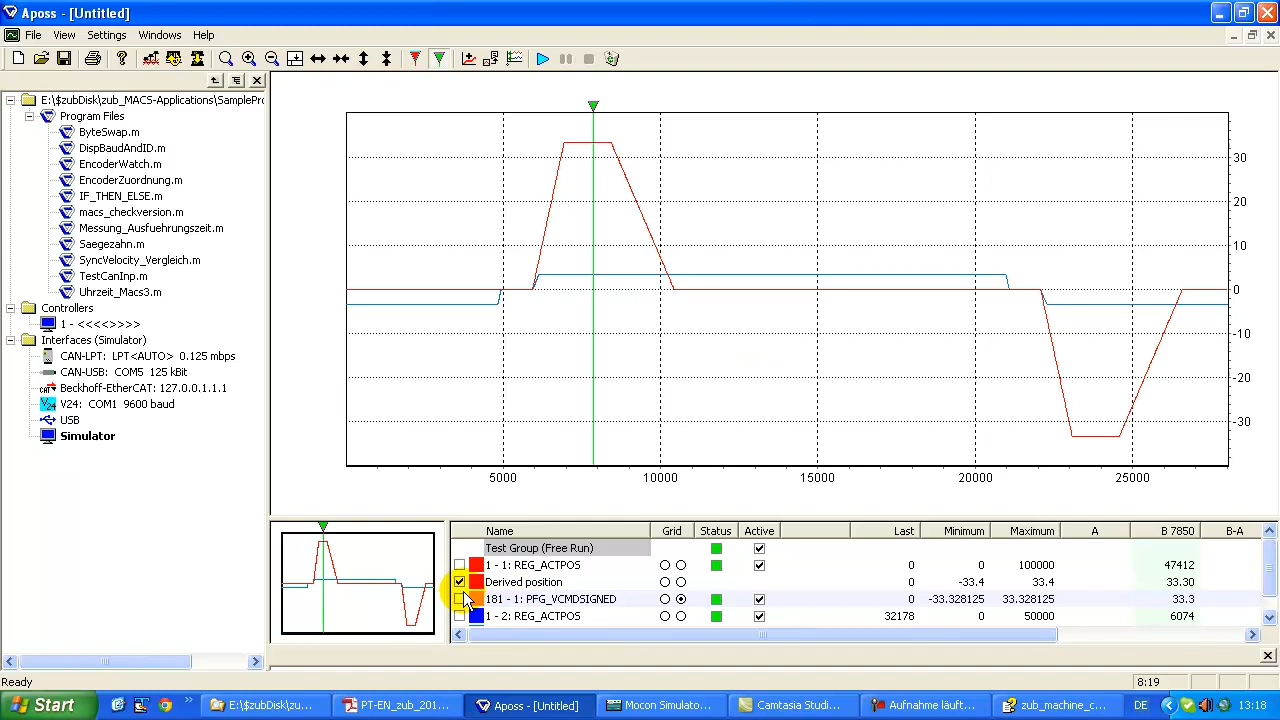 Aposs - [Untitled]
File View Settings Windows Help
E:\$zubDisk\zub_MACS-Applications\SamplePro
Program Files
ByteSwap.m
DispBaudAndID.m
EncoderWatch.m
EncoderZuordnung.m
IF_THEN_ELSE.m
macs_checkversion.m
Messung_Ausfuehrungszeit.m
Saegezahn.m
SyncVelocity_Vergleich.m
TestCanInp.m
Uhrzeit_Macs3.m
Controllers
1 - <<<<>>>>
Interfaces (Simulator)
CAN-LPT: LPT<AUTO> 0.125 mbps
CAN-USB: COM5 125 kBit
Beckhoff-EtherCAT: 127.0.0.1.1.1
V24: COM1 9600 baud
USB
Simulator
30
20
10
0
-10
-20
-30
5000 10000 15000 20000 25000
Name Grid Status Active Last Minimum Maximum A B 7850 B-A
Test Group (Free Run)
1 - 1: REG_ACTPOS 0 0 100000 47412
Derived position 0 -33.4 33.4 33.30
181 - 1: PFG_VCMDSIGNED 0 -33.328125 33.328125 33.3
1 - 2: REG_ACTPOS 32178 0 50000 6074
Ready 8:19
Start E:\$zubDisk\zu... PT-EN_zub_201... Aposs - [Untitled] Mocon Simulato... Camtasia Studi... Aufnahme läuft... zub_machine_c... DE 13:18